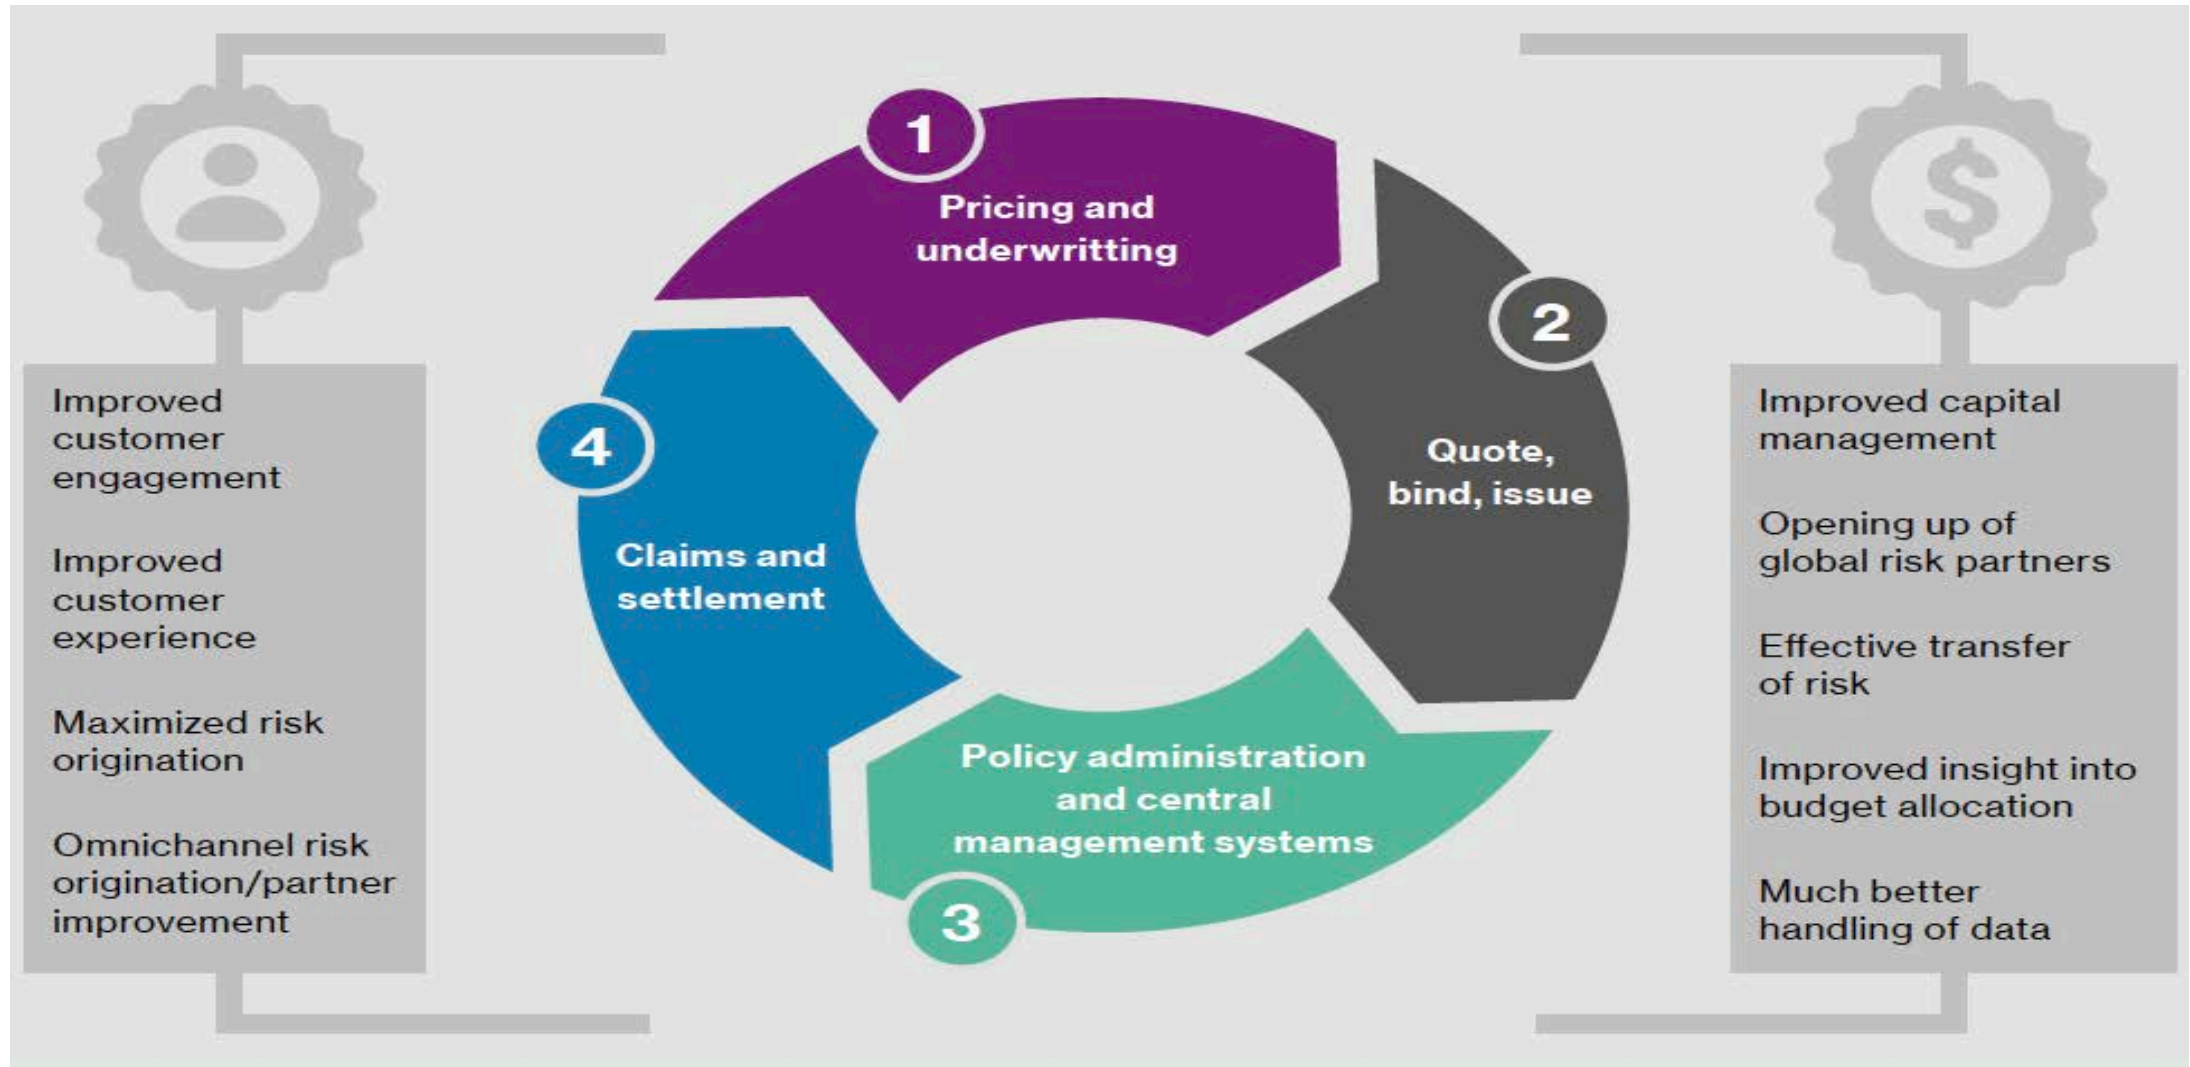 Improved
customer
engagement
Improved
customer
experience
Maximized risk
origination
Omnichannel risk
origination/partner
improvement
1
Pricing and
underwritting
2
Quote,
bind, issue
3
Policy administration
and central
management systems
4
Claims and
settlement
$
Improved capital
management
Opening up of
global risk partners
Effective transfer
of risk
Improved insight into
budget allocation
Much better
handling of data